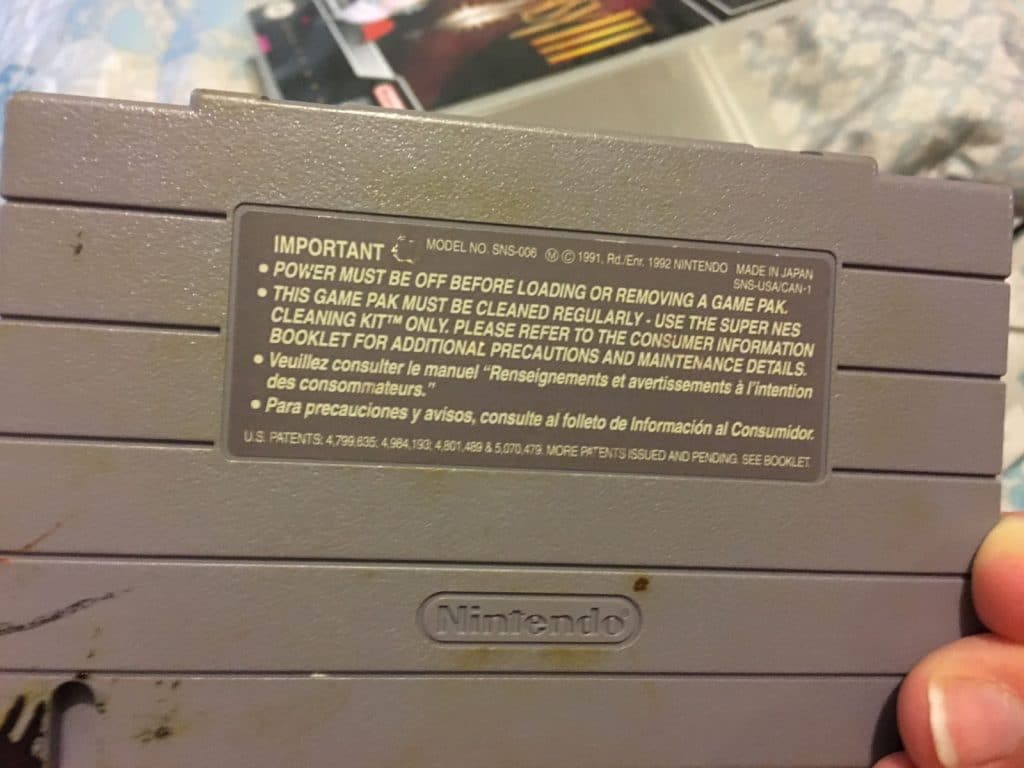 IMPORTANT MODEL NO. SNS-006 Ⓜ © 1991, Rd./Enr. 1992 NINTENDO MADE IN JAPAN
SNS-USA/CAN-1
• POWER MUST BE OFF BEFORE LOADING OR REMOVING A GAME PAK.
• THIS GAME PAK MUST BE CLEANED REGULARLY - USE THE SUPER NES
CLEANING KIT™ ONLY. PLEASE REFER TO THE CONSUMER INFORMATION
BOOKLET FOR ADDITIONAL PRECAUTIONS AND MAINTENANCE DETAILS.
• Veuillez consulter le manuel "Renseignements et avertissements à l'intention
des consommateurs."
• Para precauciones y avisos, consulte al folleto de Información al Consumidor.
U.S. PATENTS: 4,799,635; 4,984,193; 4,801,489 & 5,070,479. MORE PATENTS ISSUED AND PENDING. SEE BOOKLET
Nintendo®